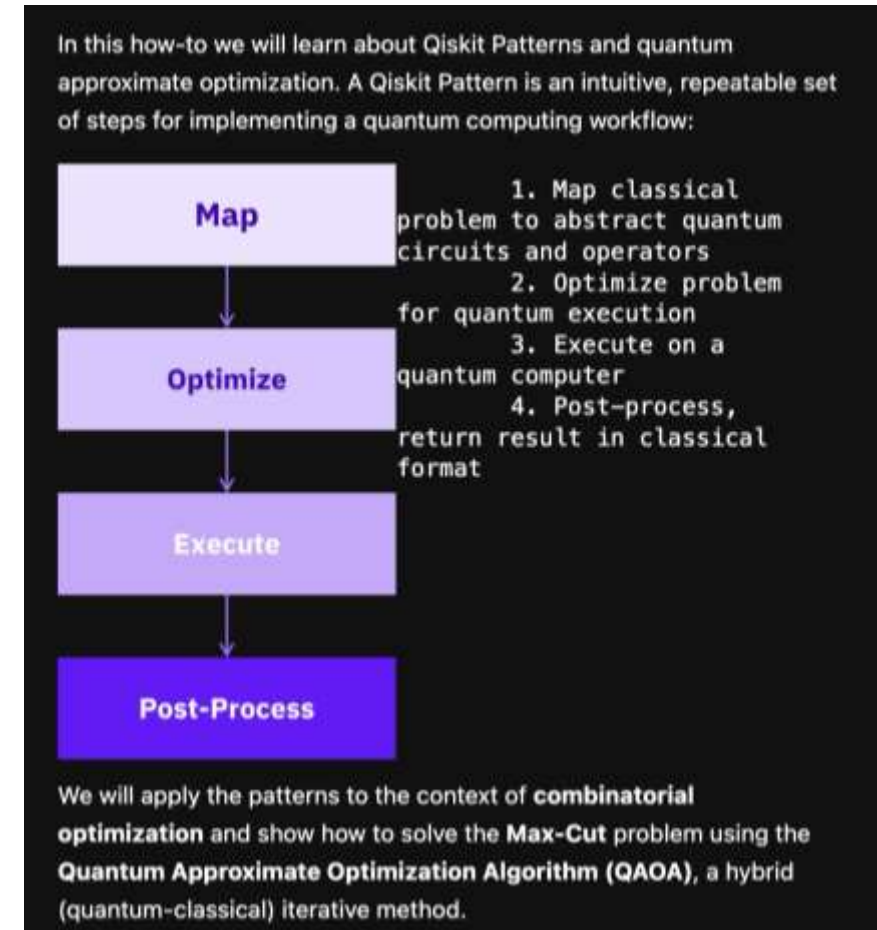 In this how-to we will learn about Qiskit Patterns and quantum
approximate optimization. A Qiskit Pattern is an intuitive, repeatable set
of steps for implementing a quantum computing workflow:
Map
Optimize
Execute
Post-Process
1. Map classical
problem to abstract quantum
circuits and operators
2. Optimize problem
for quantum execution
3. Execute on a
quantum computer
4. Post-process,
return result in classical
format
We will apply the patterns to the context of combinatorial
optimization and show how to solve the Max-Cut problem using the
Quantum Approximate Optimization Algorithm (QAOA), a hybrid
(quantum-classical) iterative method.